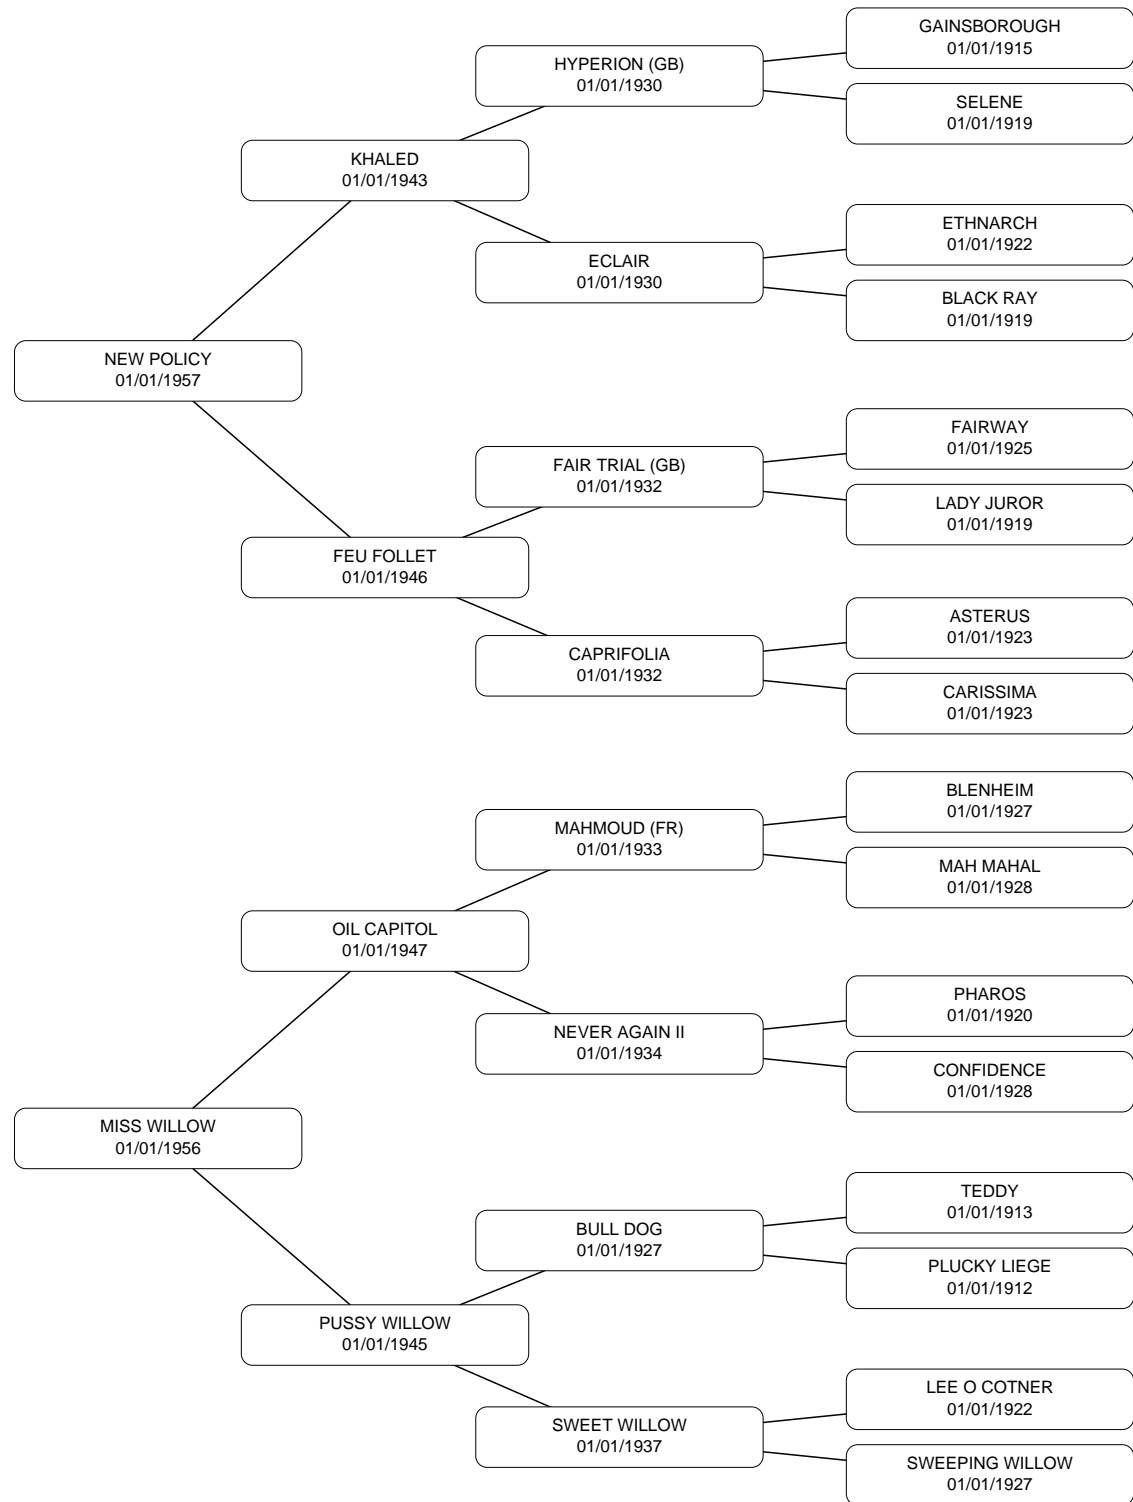 GAINSBOROUGH
01/01/1915
HYPERION (GB)
01/01/1930
SELENE
01/01/1919
KHALED
01/01/1943
ETHNARCH
01/01/1922
ECLAIR
01/01/1930
BLACK RAY
01/01/1919
NEW POLICY
01/01/1957
FAIRWAY
01/01/1925
FAIR TRIAL (GB)
01/01/1932
LADY JUROR
01/01/1919
FEU FOLLET
01/01/1946
ASTERUS
01/01/1923
CAPRIFOLIA
01/01/1932
CARISSIMA
01/01/1923
BLENHEIM
01/01/1927
MAHMOUD (FR)
01/01/1933
MAH MAHAL
01/01/1928
OIL CAPITOL
01/01/1947
PHAROS
01/01/1920
NEVER AGAIN II
01/01/1934
CONFIDENCE
01/01/1928
MISS WILLOW
01/01/1956
TEDDY
01/01/1913
BULL DOG
01/01/1927
PLUCKY LIEGE
01/01/1912
PUSSY WILLOW
01/01/1945
LEE O COTNER
01/01/1922
SWEET WILLOW
01/01/1937
SWEEPING WILLOW
01/01/1927